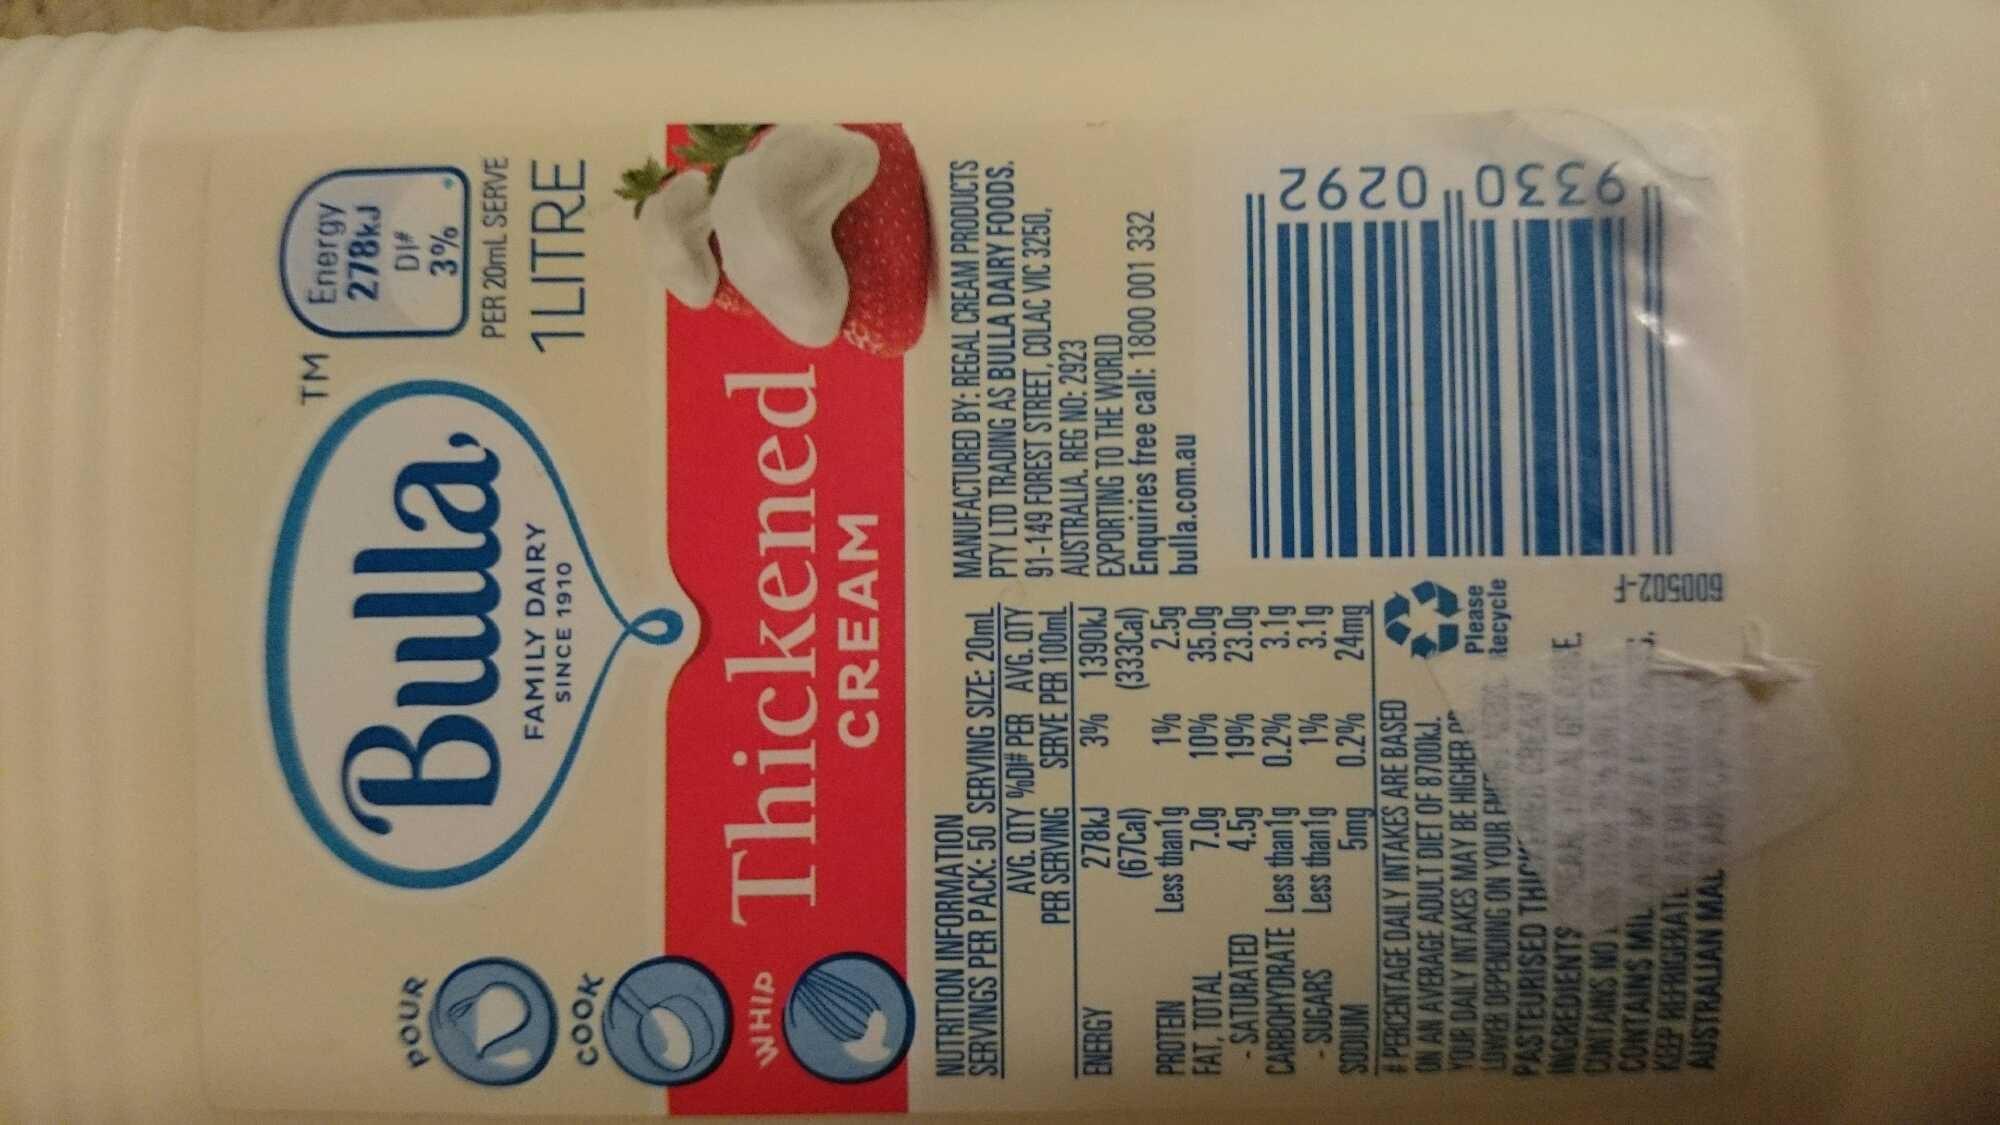 POUR
COOK
WHIP
Bulla
TM
FAMILY DAIRY
SINCE 1910
Energy
278kJ
DI#
3%
PER 20mL SERVE
1 LITRE
Thickened
CREAM
NUTRITION INFORMATION
SERVINGS PER PACK: 50 SERVING SIZE: 20mL
AVG. QTY %DI# PER AVG. QTY
PER SERVING SERVE PER 100mL
ENERGY 278kJ 3% 1390kJ
(67Cal) (333Cal)
PROTEIN Less than1g 1% 2.5g
FAT, TOTAL 7.0g 10% 35.0g
- SATURATED 4.5g 19% 23.0g
CARBOHYDRATE Less than1g 0.2% 3.1g
- SUGARS Less than1g 1% 3.1g
SODIUM 5mg 0.2% 24mg
# PERCENTAGE DAILY INTAKES ARE BASED
ON AN AVERAGE ADULT DIET OF 8700kJ.
YOUR DAILY INTAKES MAY BE HIGHER
LOWER DEPENDING ON YOUR
PASTEURISED
INGREDIENTS
CONTAINS NO
CONTAINS
KEEP
AUSTRALIAN
Please
Recycle
MANUFACTURED BY: REGAL CREAM PRODUCTS
PTY LTD TRADING AS BULLA DAIRY FOODS.
91-149 FOREST STREET, COLAC VIC 3250,
AUSTRALIA. REG NO: 2923
EXPORTING TO THE WORLD
Enquiries free call: 1800 001 332
bulla.com.au
9330 0292
600502-F